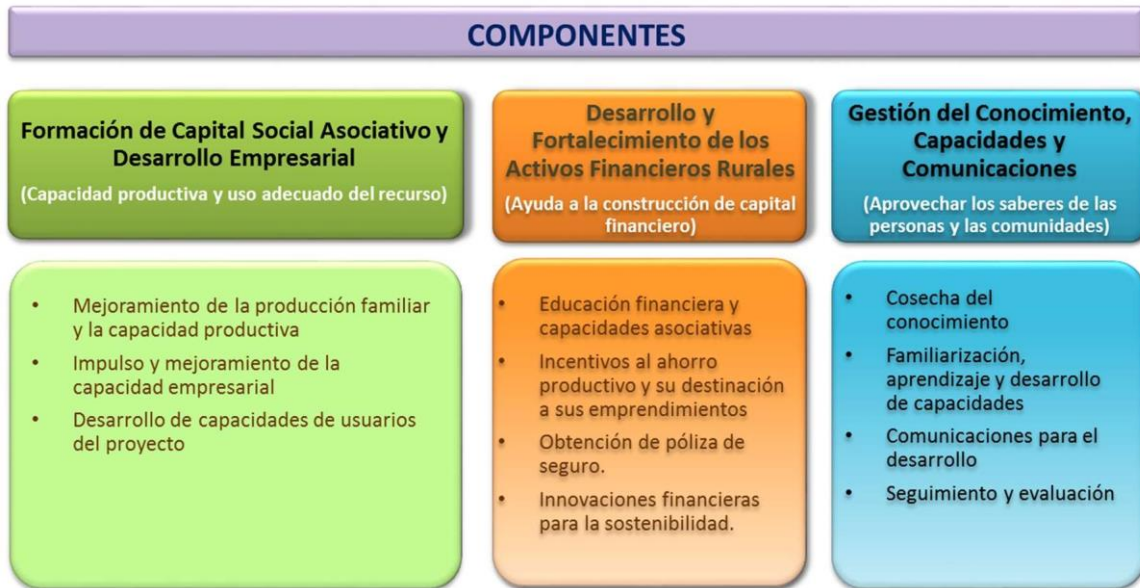 COMPONENTES
Formación de Capital Social Asociativo y
Desarrollo Empresarial
(Capacidad productiva y uso adecuado del recurso)
• Mejoramiento de la producción familiar
y la capacidad productiva
• Impulso y mejoramiento de la
capacidad empresarial
• Desarrollo de capacidades de usuarios
del proyecto
Desarrollo y
Fortalecimiento de los
Activos Financieros Rurales
(Ayuda a la construcción de capital
financiero)
• Educación financiera y
capacidades asociativas
• Incentivos al ahorro
productivo y su destinación
a sus emprendimientos
• Obtención de póliza de
seguro.
• Innovaciones financieras
para la sostenibilidad.
Gestión del Conocimiento,
Capacidades y
Comunicaciones
(Aprovechar los saberes de las
personas y las comunidades)
• Cosecha del
conocimiento
• Familiarización,
aprendizaje y desarrollo
de capacidades
• Comunicaciones para el
desarrollo
• Seguimiento y evaluación